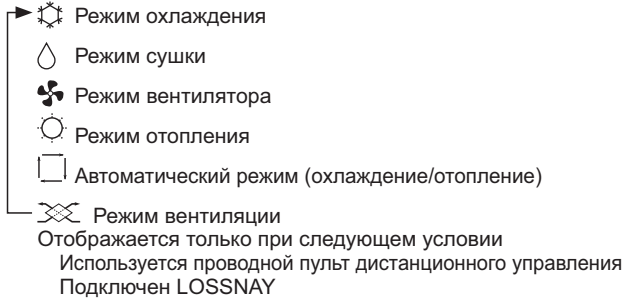 Режим охлаждения
Режим сушки
Режим вентилятора
Режим отопления
Автоматический режим (охлаждение/отопление)
Режим вентиляции
Отображается только при следующем условии
Используется проводной пульт дистанционного управления
Подключен LOSSNAY